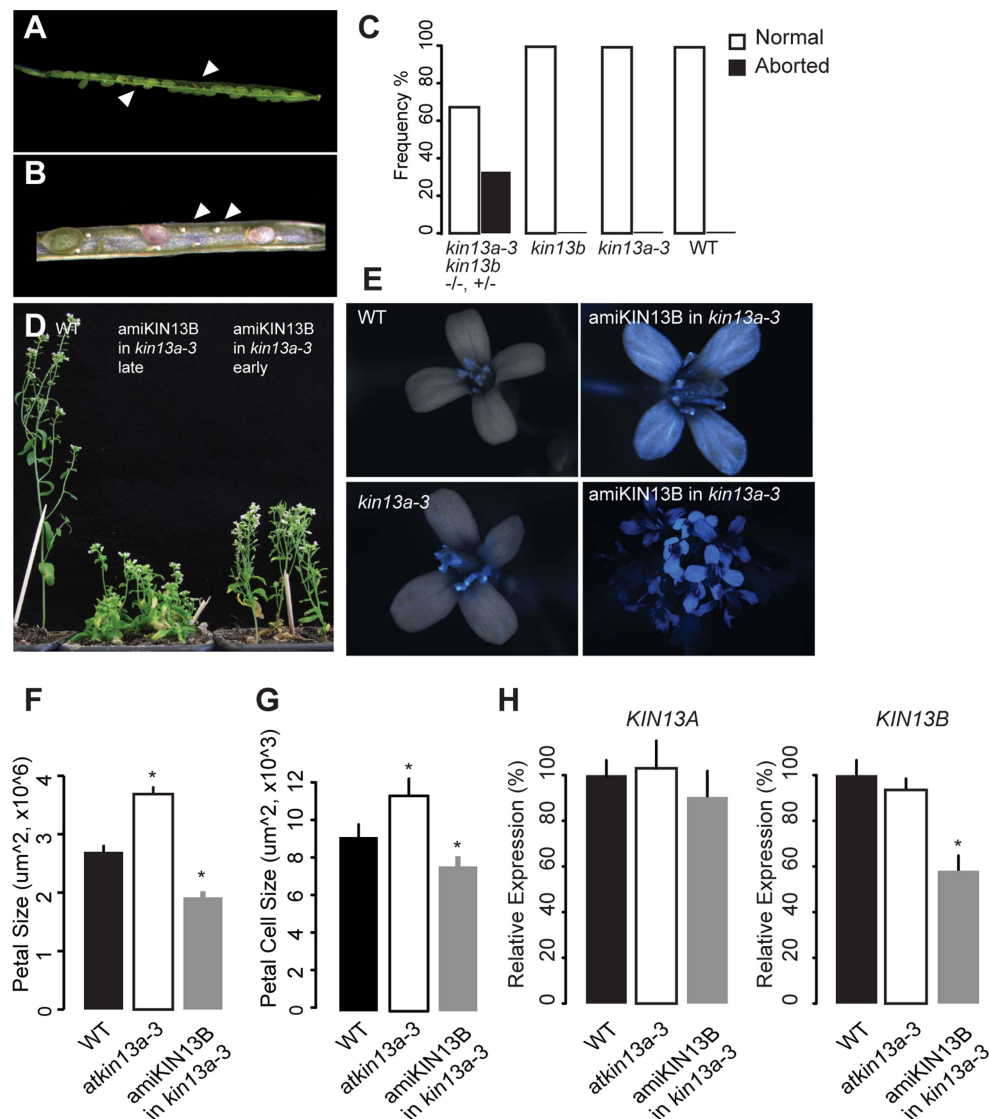 A
B
C
Frequency %
0
20
40
60
80
100
Normal
Aborted
kin13a-3
kin13b
-/-, +/-
kin13b
kin13a-3
WT
D
WT
amiKIN13B
in kin13a-3
late
amiKIN13B
in kin13a-3
early
E
WT
amiKIN13B in kin13a-3
kin13a-3
amiKIN13B in kin13a-3
F
Petal Size (um^2, x10^6)
0
1
2
3
4
*
*
WT
atkin13a-3
amiKIN13B
in kin13a-3
G
Petal Cell Size (um^2, x10^3)
0
2
4
6
8
10
12
*
*
WT
atkin13a-3
amiKIN13B
in kin13a-3
H
KIN13A
Relative Expression (%)
0
20
40
60
80
100
WT
atkin13a-3
amiKIN13B
in kin13a-3
KIN13B
Relative Expression (%)
0
20
40
60
80
100
*
WT
atkin13a-3
amiKIN13B
in kin13a-3